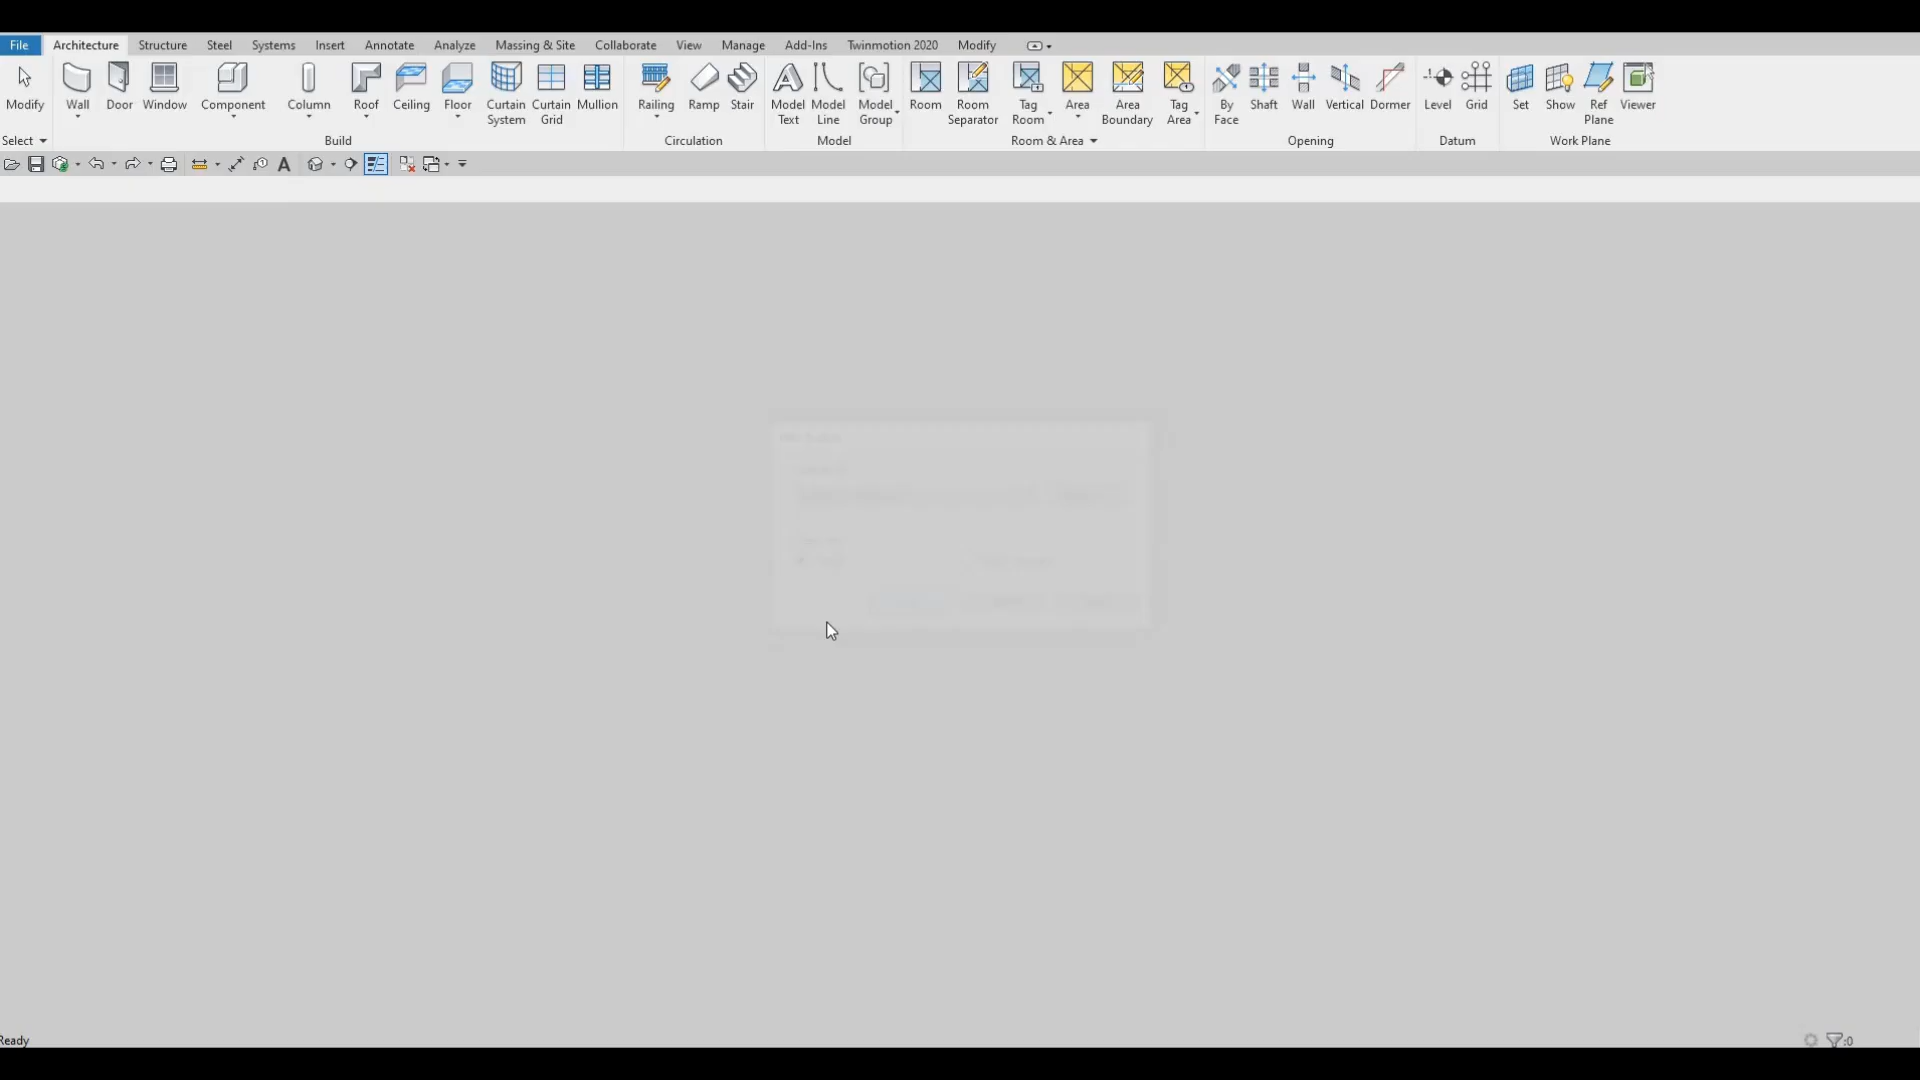 File Architecture Structure Steel Systems Insert Annotate Analyze Massing & Site Collaborate View Manage Add-Ins Twinmotion 2020 Modify
Modify Wall Door Window Component Column Roof Ceiling Floor Curtain System Curtain Grid Mullion Railing Ramp Stair Model Text Model Line Model Group Room Room Separator Tag Room Area Area Boundary Tag Area By Face Shaft Wall Vertical Dormer Level Grid Set Show Ref Plane Viewer
Select Build Circulation Model Room & Area Opening Datum Work Plane
Ready :0